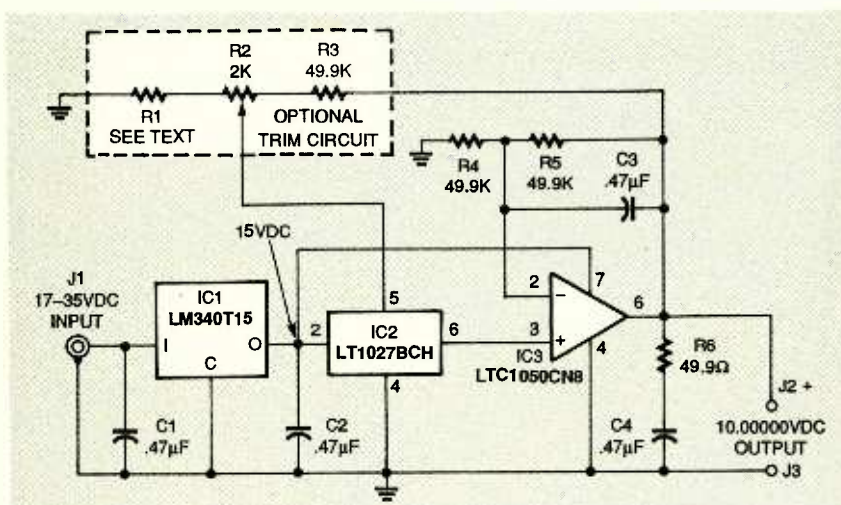 R2
2K
R3
49.9K
R1
SEE TEXT
OPTIONAL
TRIM CIRCUIT
R4
49.9K
R5
49.9K
C3
.47µF
15VDC
J1
17–35VDC
INPUT
IC1
LM340T15
I
O
C
2
5
IC2
LT1027BCH
6
4
2
−
3
+
7
6
4
IC3
LTC1050CN8
R6
49.9Ω
C1
.47µF
C2
.47µF
C4
.47µF
J2 +
10.00000VDC
OUTPUT
J3